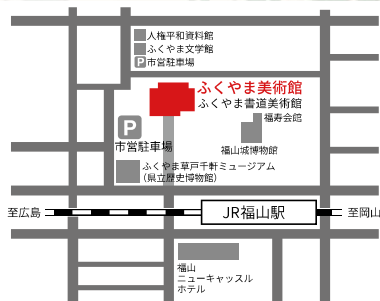 人権平和資料館
ふくやま文学館
P市営駐車場
ふくやま美術館
ふくやま書道美術館
福寿会館
P
市営駐車場
福山城博物館
ふくやま草戸千軒ミュージアム
(県立歴史博物館)
至広島
JR福山駅
至岡山
福山
ニューキャッスル
ホテル